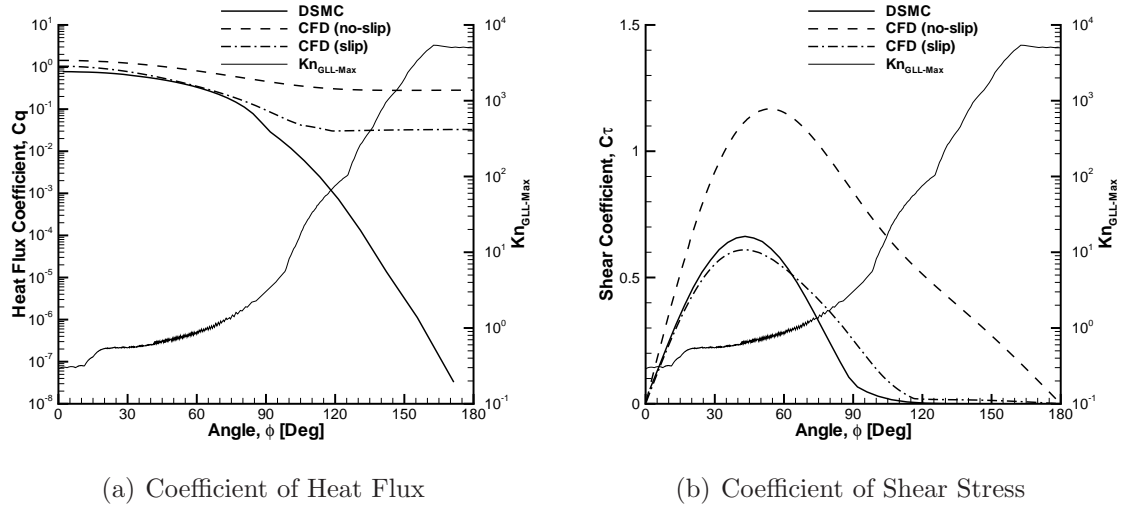 DSMC
CFD (no-slip)
CFD (slip)
Kn_GLL-Max
Heat Flux Coefficient, Cq
10^1
10^0
10^-1
10^-2
10^-3
10^-4
10^-5
10^-6
10^-7
10^-8
0 30 60 90 120 150 180
Angle, ϕ [Deg]
10^4
10^3
10^2
10^1
10^0
10^-1
Kn_GLL-Max
(a) Coefficient of Heat Flux
DSMC
CFD (no-slip)
CFD (slip)
Kn_GLL-Max
Shear Coefficient, Cτ
1.5
1
0.5
0
0 30 60 90 120 150 180
Angle, ϕ [Deg]
10^4
10^3
10^2
10^1
10^0
10^-1
Kn_GLL-Max
(b) Coefficient of Shear Stress